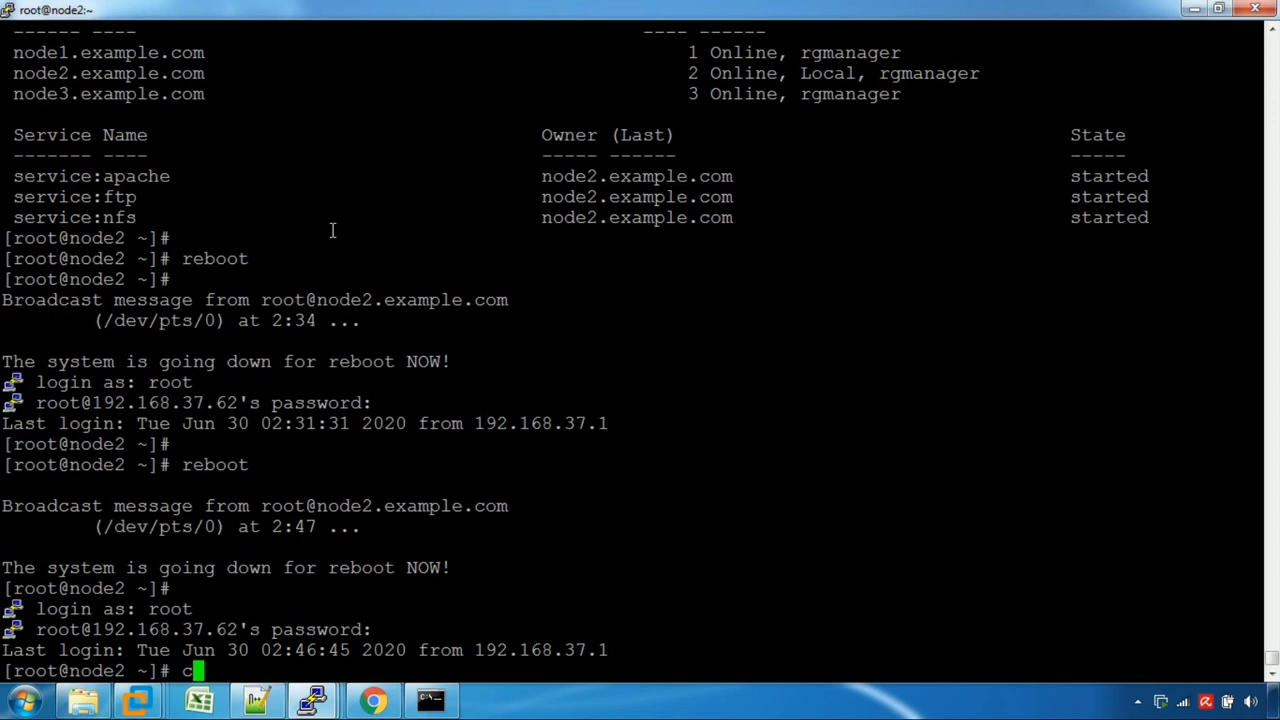 root@node2:~
------ ----                                              ---- ------
node1.example.com                                           1 Online, rgmanager
node2.example.com                                           2 Online, Local, rgmanager
node3.example.com                                           3 Online, rgmanager
Service Name                                   Owner (Last)                                   State
------- ----                                   ----- ------                                   -----
service:apache                                 node2.example.com                              started
service:ftp                                    node2.example.com                              started
service:nfs                                    node2.example.com                              started
[root@node2 ~]#
[root@node2 ~]# reboot
[root@node2 ~]#
Broadcast message from root@node2.example.com
(/dev/pts/0) at 2:34 ...
The system is going down for reboot NOW!
login as: root
root@192.168.37.62's password:
Last login: Tue Jun 30 02:31:31 2020 from 192.168.37.1
[root@node2 ~]#
[root@node2 ~]# reboot
Broadcast message from root@node2.example.com
(/dev/pts/0) at 2:47 ...
The system is going down for reboot NOW!
[root@node2 ~]#
login as: root
root@192.168.37.62's password:
Last login: Tue Jun 30 02:46:45 2020 from 192.168.37.1
[root@node2 ~]# c